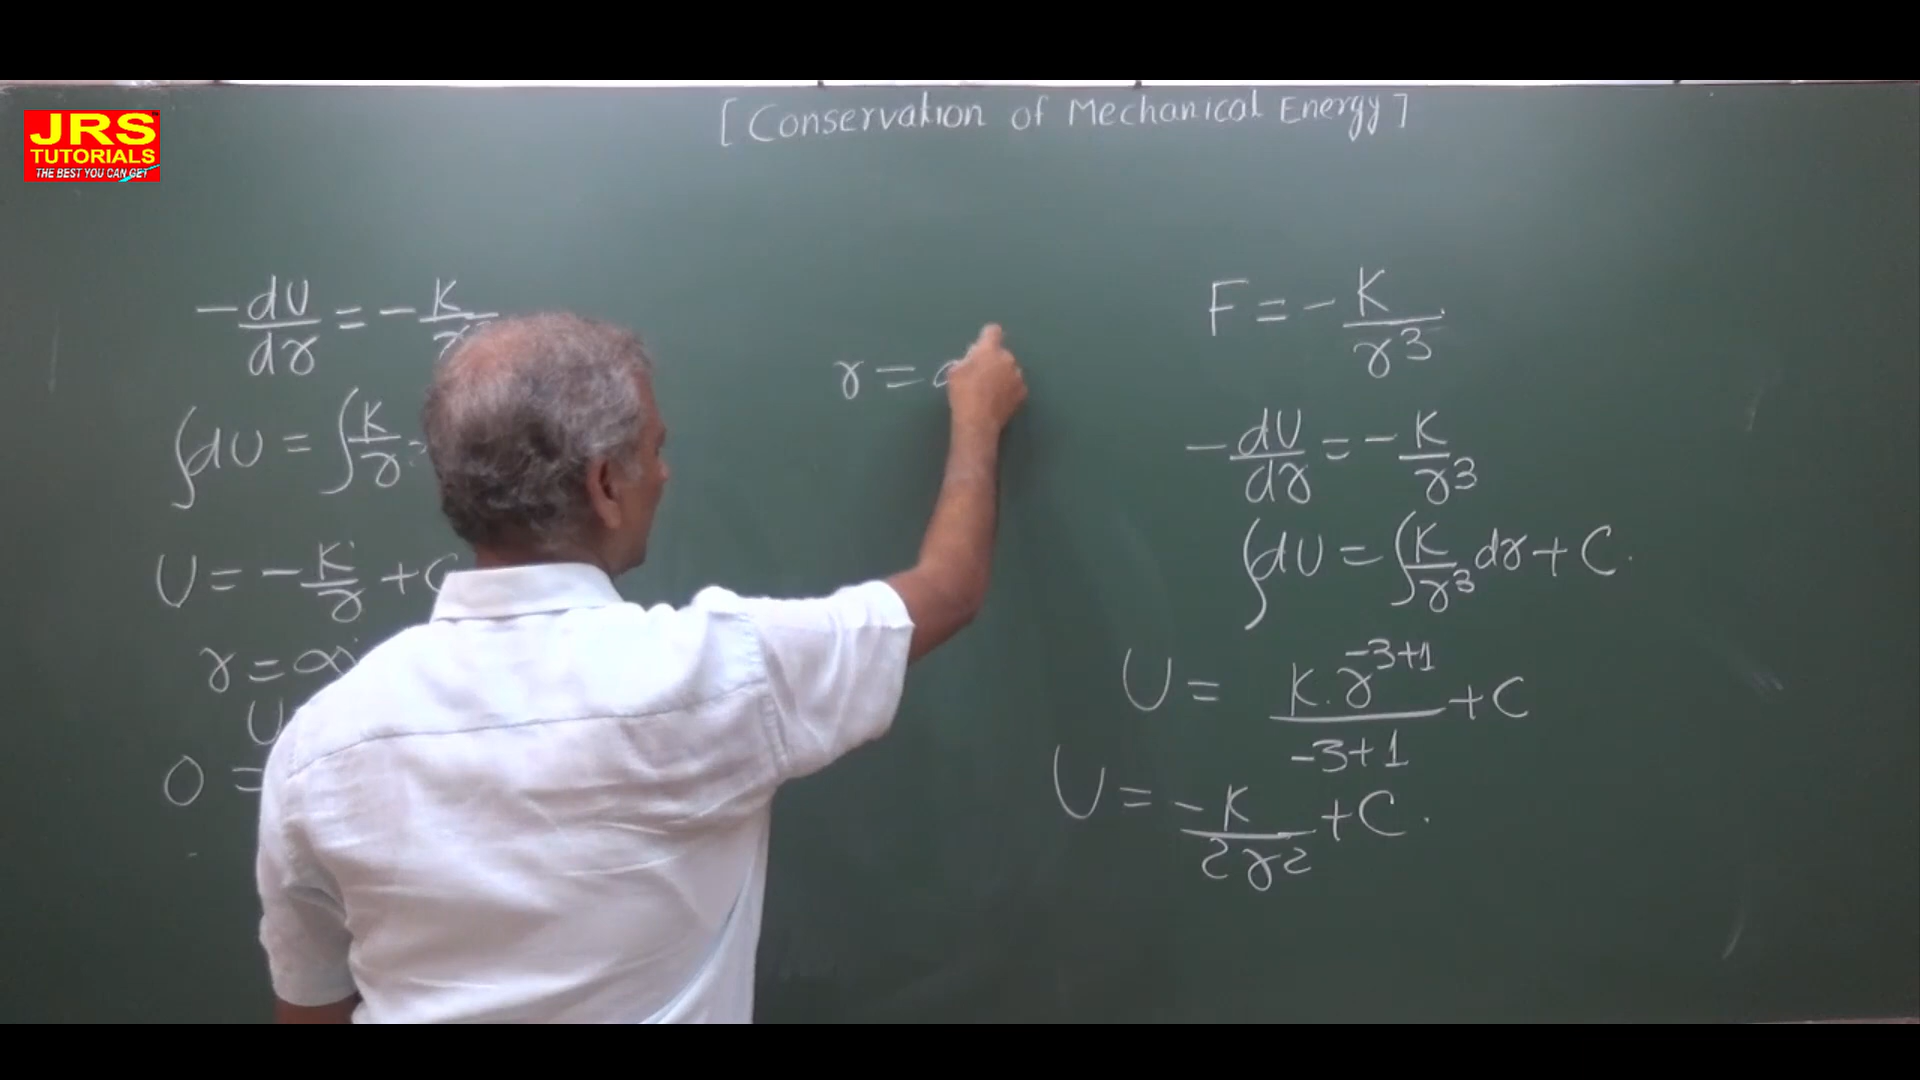 JRS
TUTORIALS
THE BEST YOU CAN GET
[Conservation of Mechanical Energy]
-dU/dr = -K/
∫dU = ∫K/r
U = -K/r + C
r = ∞
U
0 =
r =
F = -K/r³
-dU/dr = -K/r³
∫dU = ∫K/r³ dr + C.
U = K.r⁻³⁺¹/-3+1 + C
U = -K/2r² + C.